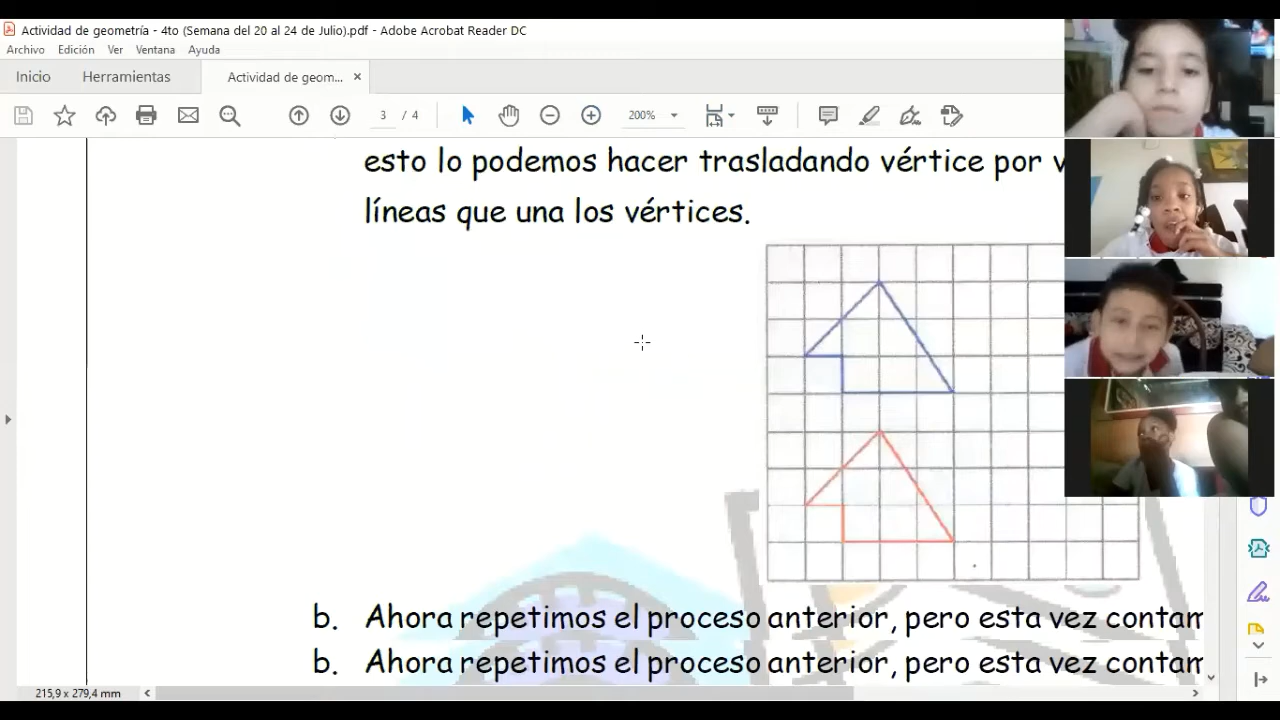 Actividad de geometría - 4to (Semana del 20 al 24 de Julio).pdf - Adobe Acrobat Reader DC
Archivo Edición Ver Ventana Ayuda
Inicio Herramientas Actividad de geom... ×
3 / 4 200%
esto lo podemos hacer trasladando vértice por v
líneas que una los vértices.
b. Ahora repetimos el proceso anterior, pero esta vez contam
b. Ahora repetimos el proceso anterior, pero esta vez contam
215,9 x 279,4 mm